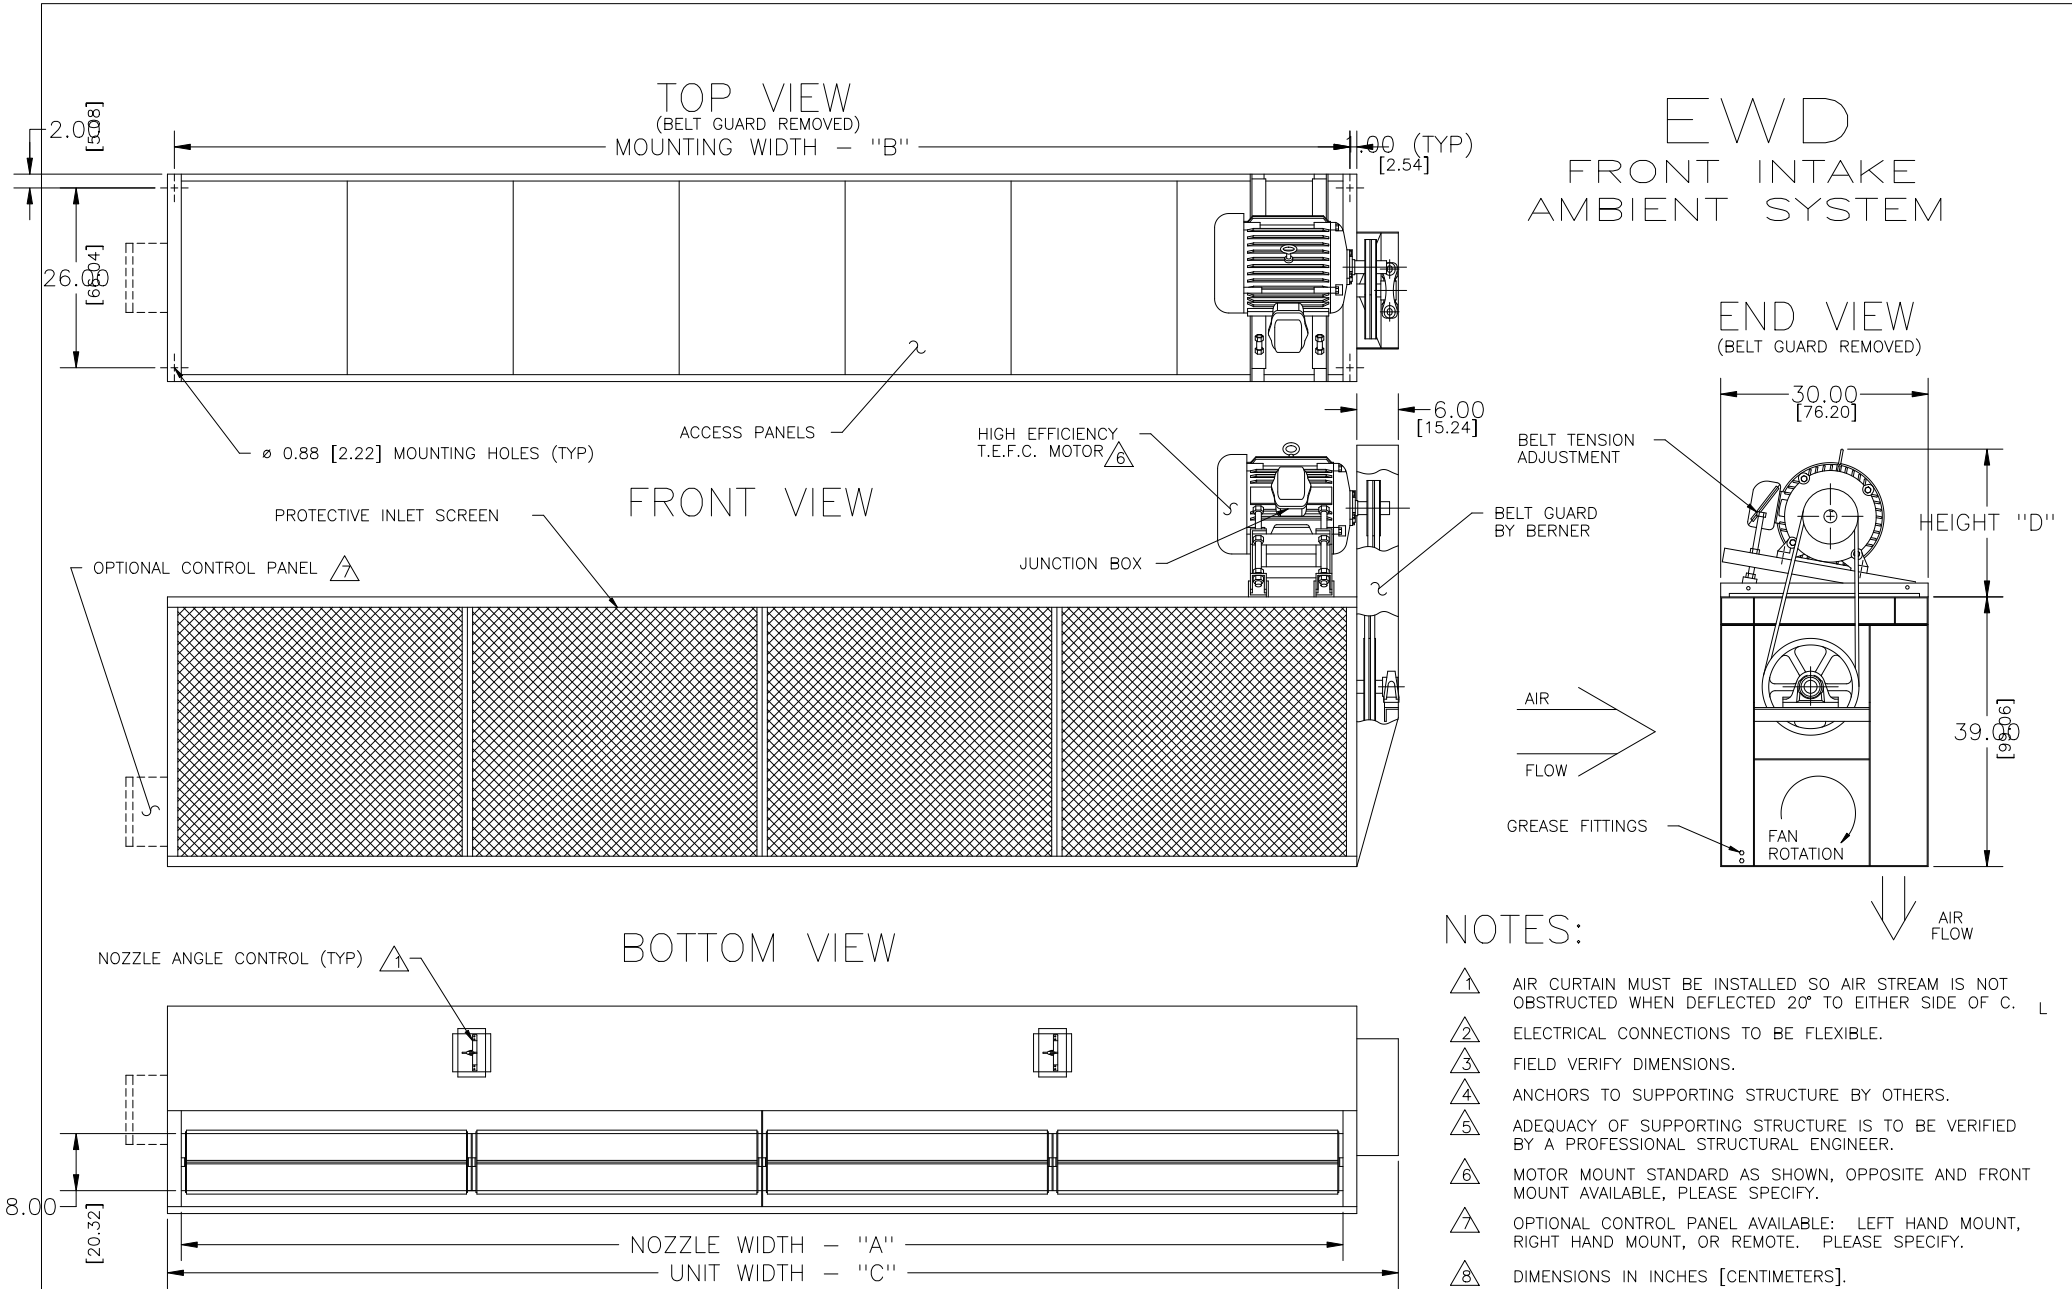 TOP VIEW
(BELT GUARD REMOVED)
MOUNTING WIDTH - "B"
2.00
[5.08]
1.00 (TYP)
[2.54]
26.00
[66.04]
ø 0.88 [2.22] MOUNTING HOLES (TYP)
ACCESS PANELS
EWD
FRONT INTAKE
AMBIENT SYSTEM
END VIEW
(BELT GUARD REMOVED)
30.00
[76.20]
BELT TENSION
ADJUSTMENT
HEIGHT "D"
39.00
[99.06]
AIR
FLOW
GREASE FITTINGS
FAN
ROTATION
AIR
FLOW
FRONT VIEW
6.00
[15.24]
HIGH EFFICIENCY
T.E.F.C. MOTOR 6
PROTECTIVE INLET SCREEN
BELT GUARD
BY BERNER
JUNCTION BOX
OPTIONAL CONTROL PANEL 7
BOTTOM VIEW
NOZZLE ANGLE CONTROL (TYP) 1
8.00
[20.32]
NOZZLE WIDTH - "A"
UNIT WIDTH - "C"
NOTES:
1 AIR CURTAIN MUST BE INSTALLED SO AIR STREAM IS NOT
OBSTRUCTED WHEN DEFLECTED 20° TO EITHER SIDE OF C. L
2 ELECTRICAL CONNECTIONS TO BE FLEXIBLE.
3 FIELD VERIFY DIMENSIONS.
4 ANCHORS TO SUPPORTING STRUCTURE BY OTHERS.
5 ADEQUACY OF SUPPORTING STRUCTURE IS TO BE VERIFIED
BY A PROFESSIONAL STRUCTURAL ENGINEER.
6 MOTOR MOUNT STANDARD AS SHOWN, OPPOSITE AND FRONT
MOUNT AVAILABLE, PLEASE SPECIFY.
7 OPTIONAL CONTROL PANEL AVAILABLE: LEFT HAND MOUNT,
RIGHT HAND MOUNT, OR REMOTE. PLEASE SPECIFY.
8 DIMENSIONS IN INCHES [CENTIMETERS].